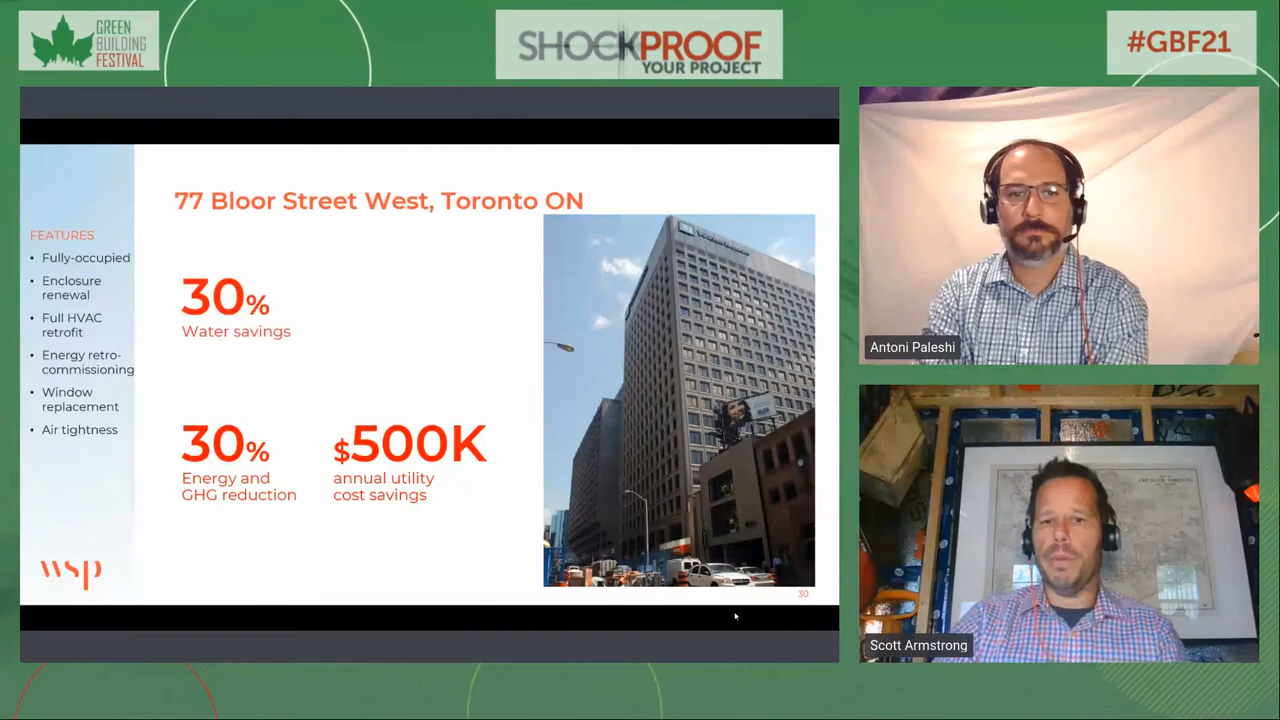 GREEN
BUILDING
FESTIVAL
SHOCKPROOF
YOUR PROJECT
#GBF21
77 Bloor Street West, Toronto ON
FEATURES
• Fully-occupied
• Enclosure
renewal
• Full HVAC
retrofit
• Energy retro-
commissioning
• Window
replacement
• Air tightness
30%
Water savings
30%
Energy and
GHG reduction
$500K
annual utility
cost savings
wsp
30
Antoni Paleshi
Scott Armstrong